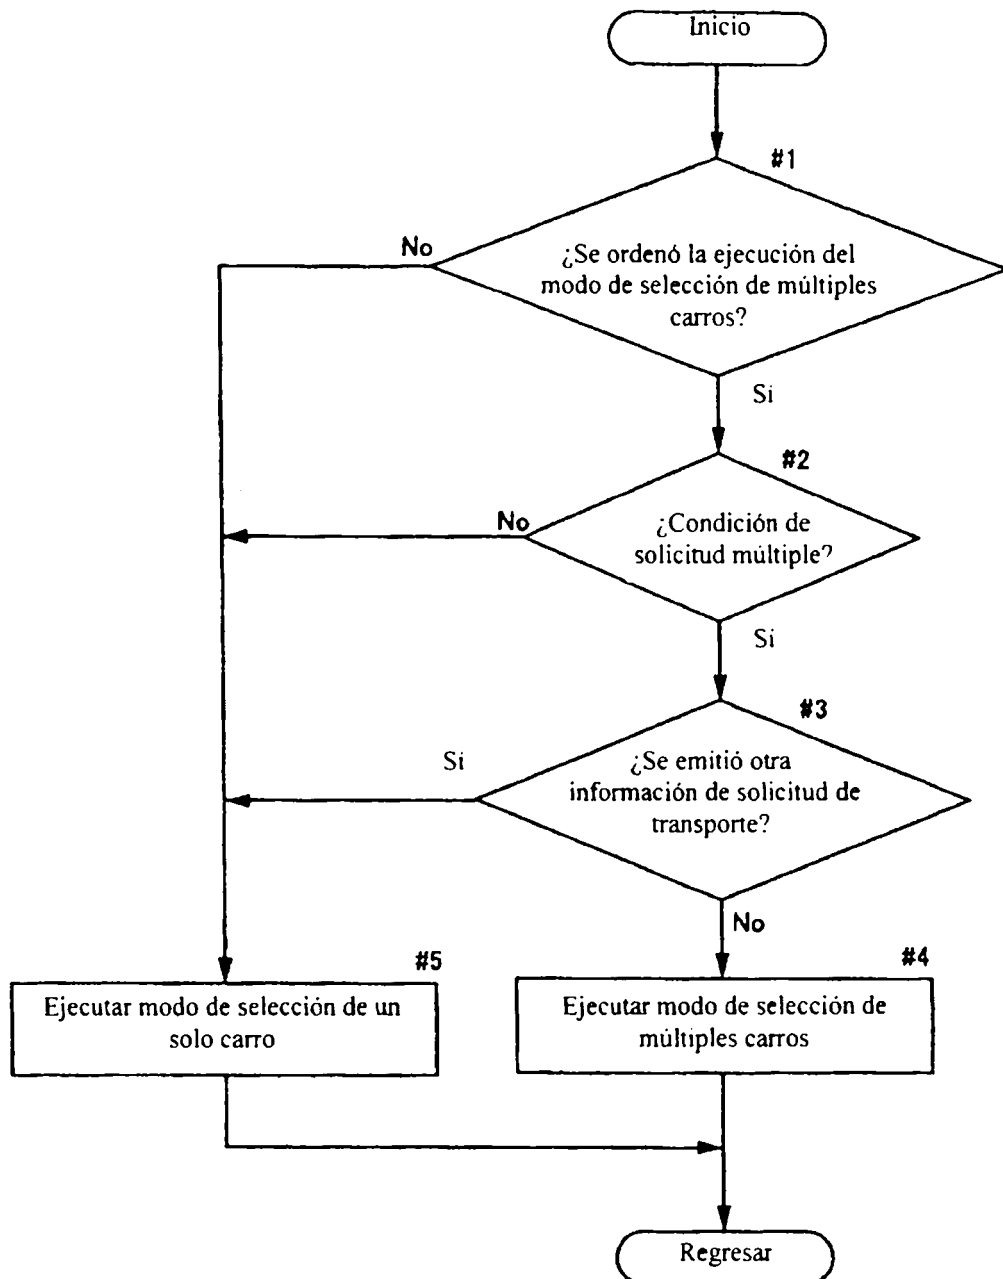 Inicio
#1
No
¿Se ordenó la ejecución del
modo de selección de múltiples
carros?
Si
#2
No
¿Condición de
solicitud múltiple?
Si
#3
Si
¿Se emitió otra
información de solicitud de
transporte?
No
#5
#4
Ejecutar modo de selección de un
solo carro
Ejecutar modo de selección de
múltiples carros
Regresar